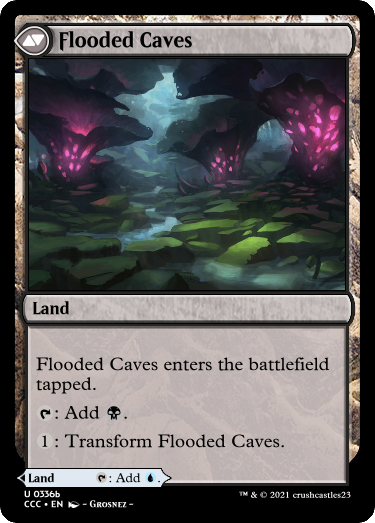 Flooded Caves
Land
Flooded Caves enters the battlefield
tapped.
: Add .
1 : Transform Flooded Caves.
Land : Add .
U 0336b
CCC • EN - Grosnez - ™ & © 2021 crushcastles23